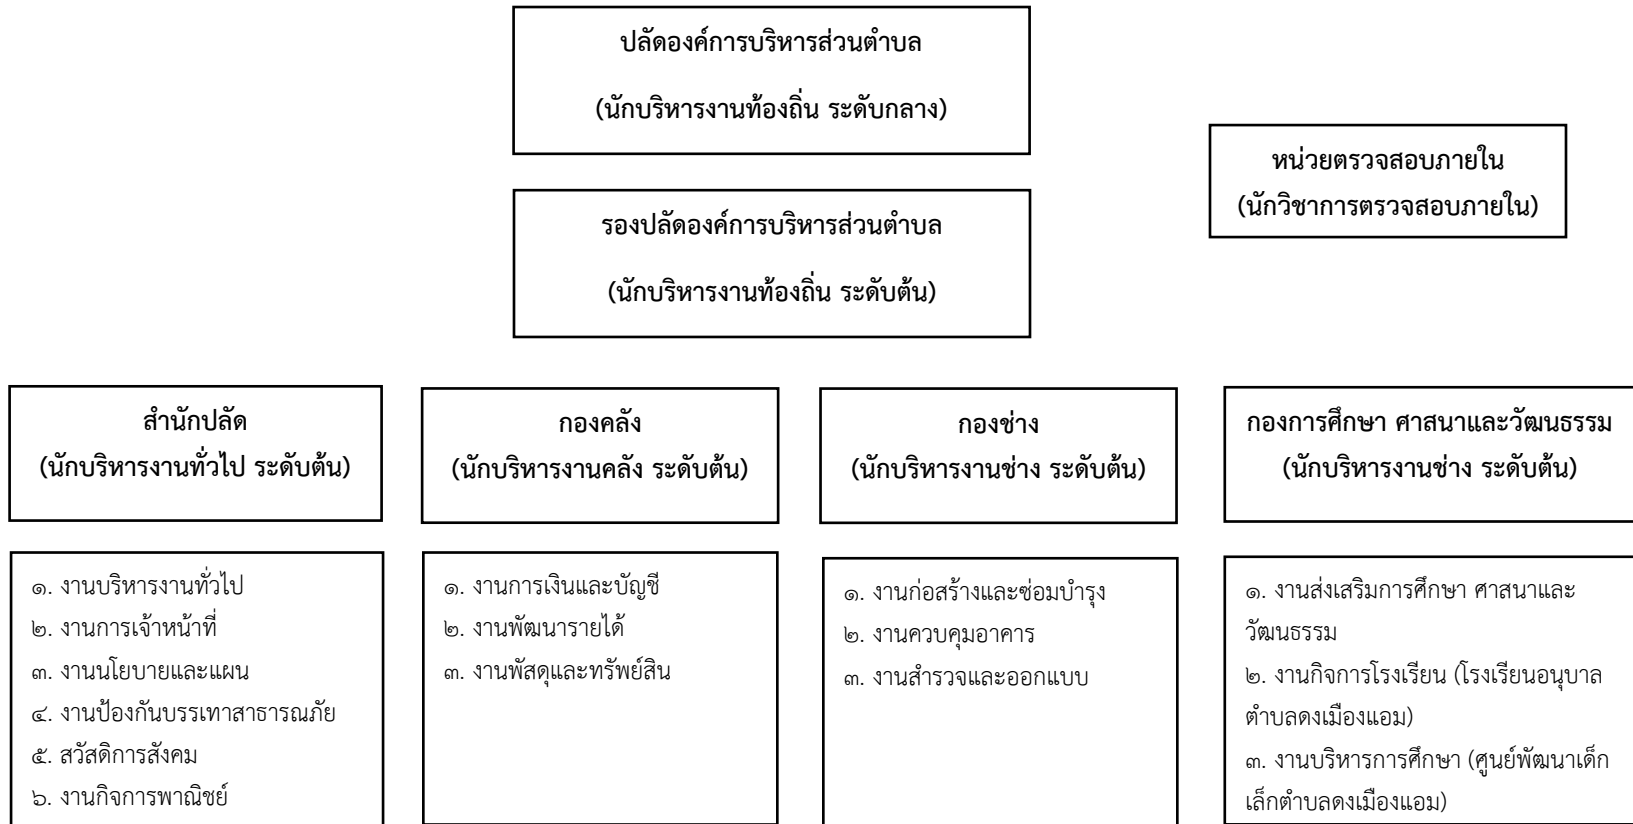 ปลัดองค์การบริหารส่วนตำบล
(นักบริหารงานท้องถิ่น ระดับกลาง)
หน่วยตรวจสอบภายใน
(นักวิชาการตรวจสอบภายใน)
รองปลัดองค์การบริหารส่วนตำบล
(นักบริหารงานท้องถิ่น ระดับต้น)
สำนักปลัด
(นักบริหารงานทั่วไป ระดับต้น)
กองคลัง
(นักบริหารงานคลัง ระดับต้น)
กองช่าง
(นักบริหารงานช่าง ระดับต้น)
กองการศึกษา ศาสนาและวัฒนธรรม
(นักบริหารงานช่าง ระดับต้น)
๑. งานบริหารงานทั่วไป
๒. งานการเจ้าหน้าที่
๓. งานนโยบายและแผน
๔. งานป้องกันบรรเทาสาธารณภัย
๕. สวัสดิการสังคม
๖. งานกิจการพาณิชย์
๑. งานการเงินและบัญชี
๒. งานพัฒนารายได้
๓. งานพัสดุและทรัพย์สิน
๑. งานก่อสร้างและซ่อมบำรุง
๒. งานควบคุมอาคาร
๓. งานสำรวจและออกแบบ
๑. งานส่งเสริมการศึกษา ศาสนาและ
วัฒนธรรม
๒. งานกิจการโรงเรียน (โรงเรียนอนุบาล
ตำบลดงเมืองแอม)
๓. งานบริหารการศึกษา (ศูนย์พัฒนาเด็ก
เล็กตำบลดงเมืองแอม)